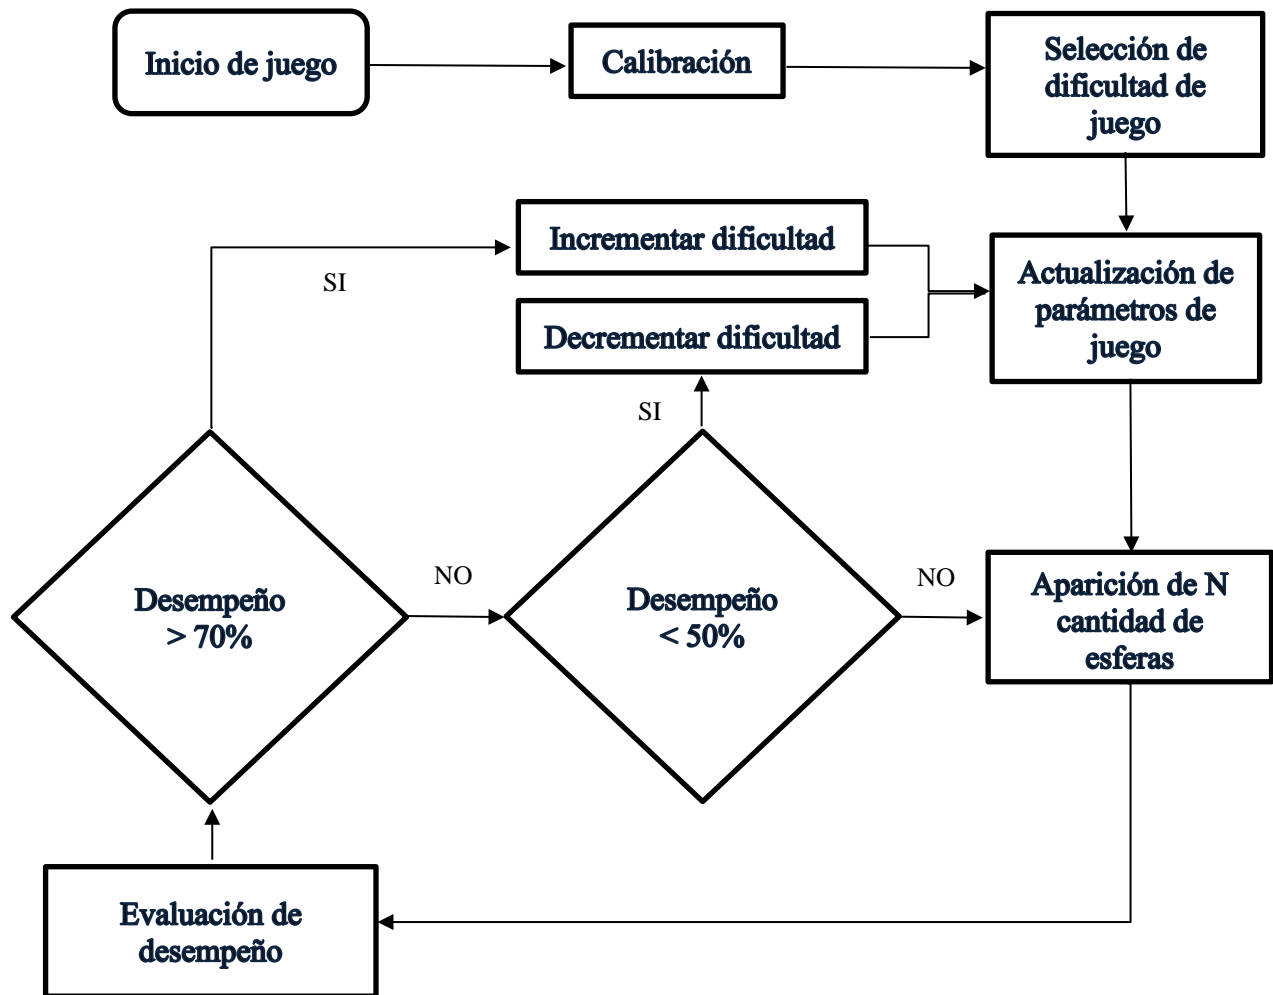 Inicio de juego
Calibración
Selección de
dificultad de
juego
Incrementar dificultad
SI
Decrementar dificultad
Actualización de
parámetros de
juego
SI
Desempeño
> 70%
NO
Desempeño
< 50%
NO
Aparición de N
cantidad de
esferas
Evaluación de
desempeño